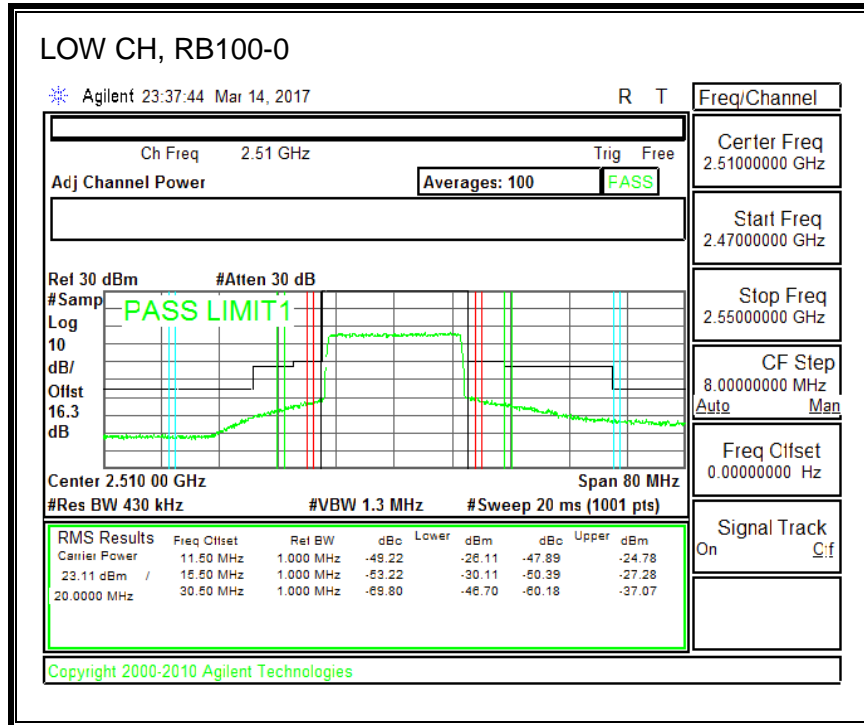 LOW CH, RB100-0
Agilent 23:37:44 Mar 14, 2017 R T
Freq/Channel
Ch Freq 2.51 GHz Trig Free
Adj Channel Power Averages: 100 PASS
Center Freq
2.51000000 GHz
Start Freq
2.47000000 GHz
Stop Freq
2.55000000 GHz
CF Step
8.00000000 MHz
Auto Man
Freq Offset
0.00000000 Hz
Signal Track
On Off
Ref 30 dBm #Atten 30 dB
#Samp
Log
10
dB/
Offst
16.3
dB
PASS LIMIT1
Center 2.510 00 GHz Span 80 MHz
#Res BW 430 kHz #VBW 1.3 MHz #Sweep 20 ms (1001 pts)
RMS Results Freq Offset Ref BW dBc Lower dBm dBc Upper dBm
Carrier Power 11.50 MHz 1.000 MHz -49.22 -26.11 -47.89 -24.78
23.11 dBm / 15.50 MHz 1.000 MHz -53.22 -30.11 -50.39 -27.28
20.0000 MHz 30.50 MHz 1.000 MHz -69.80 -46.70 -60.18 -37.07
Copyright 2000-2010 Agilent Technologies